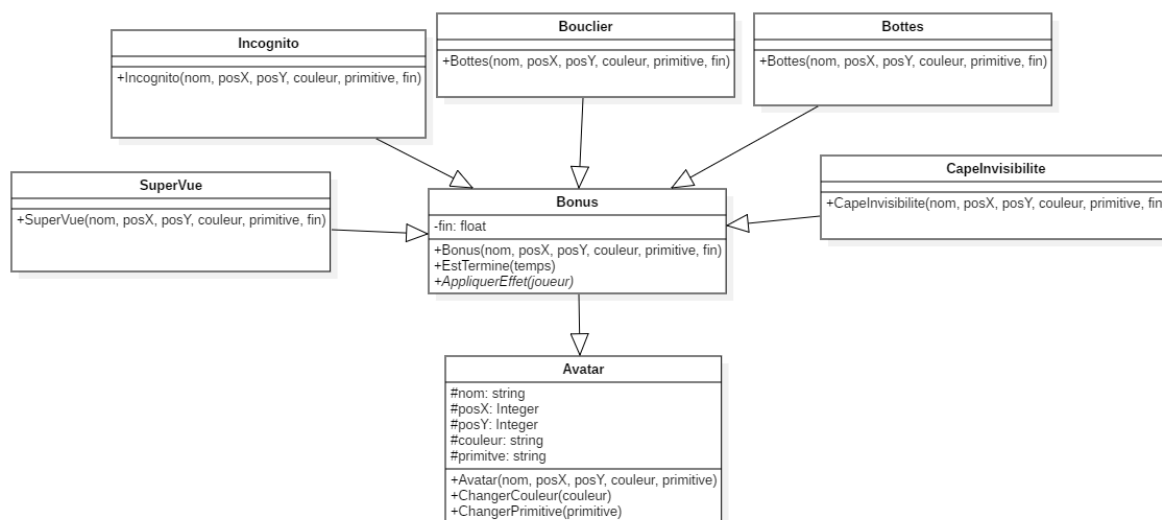 Incognito
+Incognito(nom, posX, posY, couleur, primitive, fin)
Bouclier
+Bottes(nom, posX, posY, couleur, primitive, fin)
Bottes
+Bottes(nom, posX, posY, couleur, primitive, fin)
SuperVue
+SuperVue(nom, posX, posY, couleur, primitive, fin)
CapeInvisibilite
+CapeInvisibilite(nom, posX, posY, couleur, primitive, fin
Bonus
-fin: float
+Bonus(nom, posX, posY, couleur, primitive, fin)
+EstTermine(temps)
+AppliquerEffet(joueur)
Avatar
#nom: string
#posX: Integer
#posY: Integer
#couleur: string
#primitve: string
+Avatar(nom, posX, posY, couleur, primitive)
+ChangerCouleur(couleur)
+ChangerPrimitive(primitive)